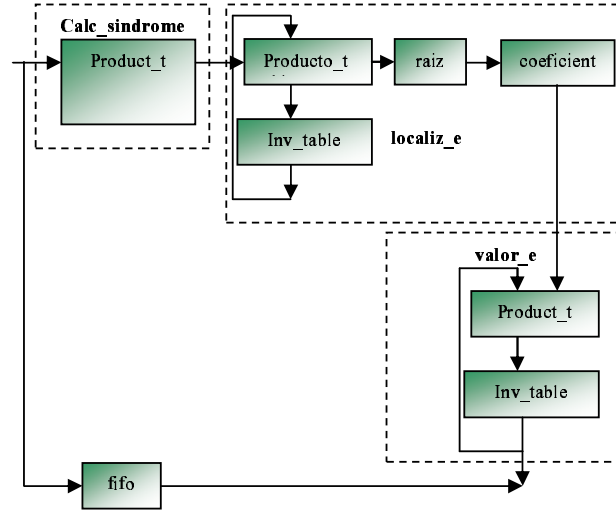 Calc_sindrome
Product_t
Producto_t
raiz
coeficient
Inv_table
localiz_e
valor_e
Product_t
Inv_table
fifo